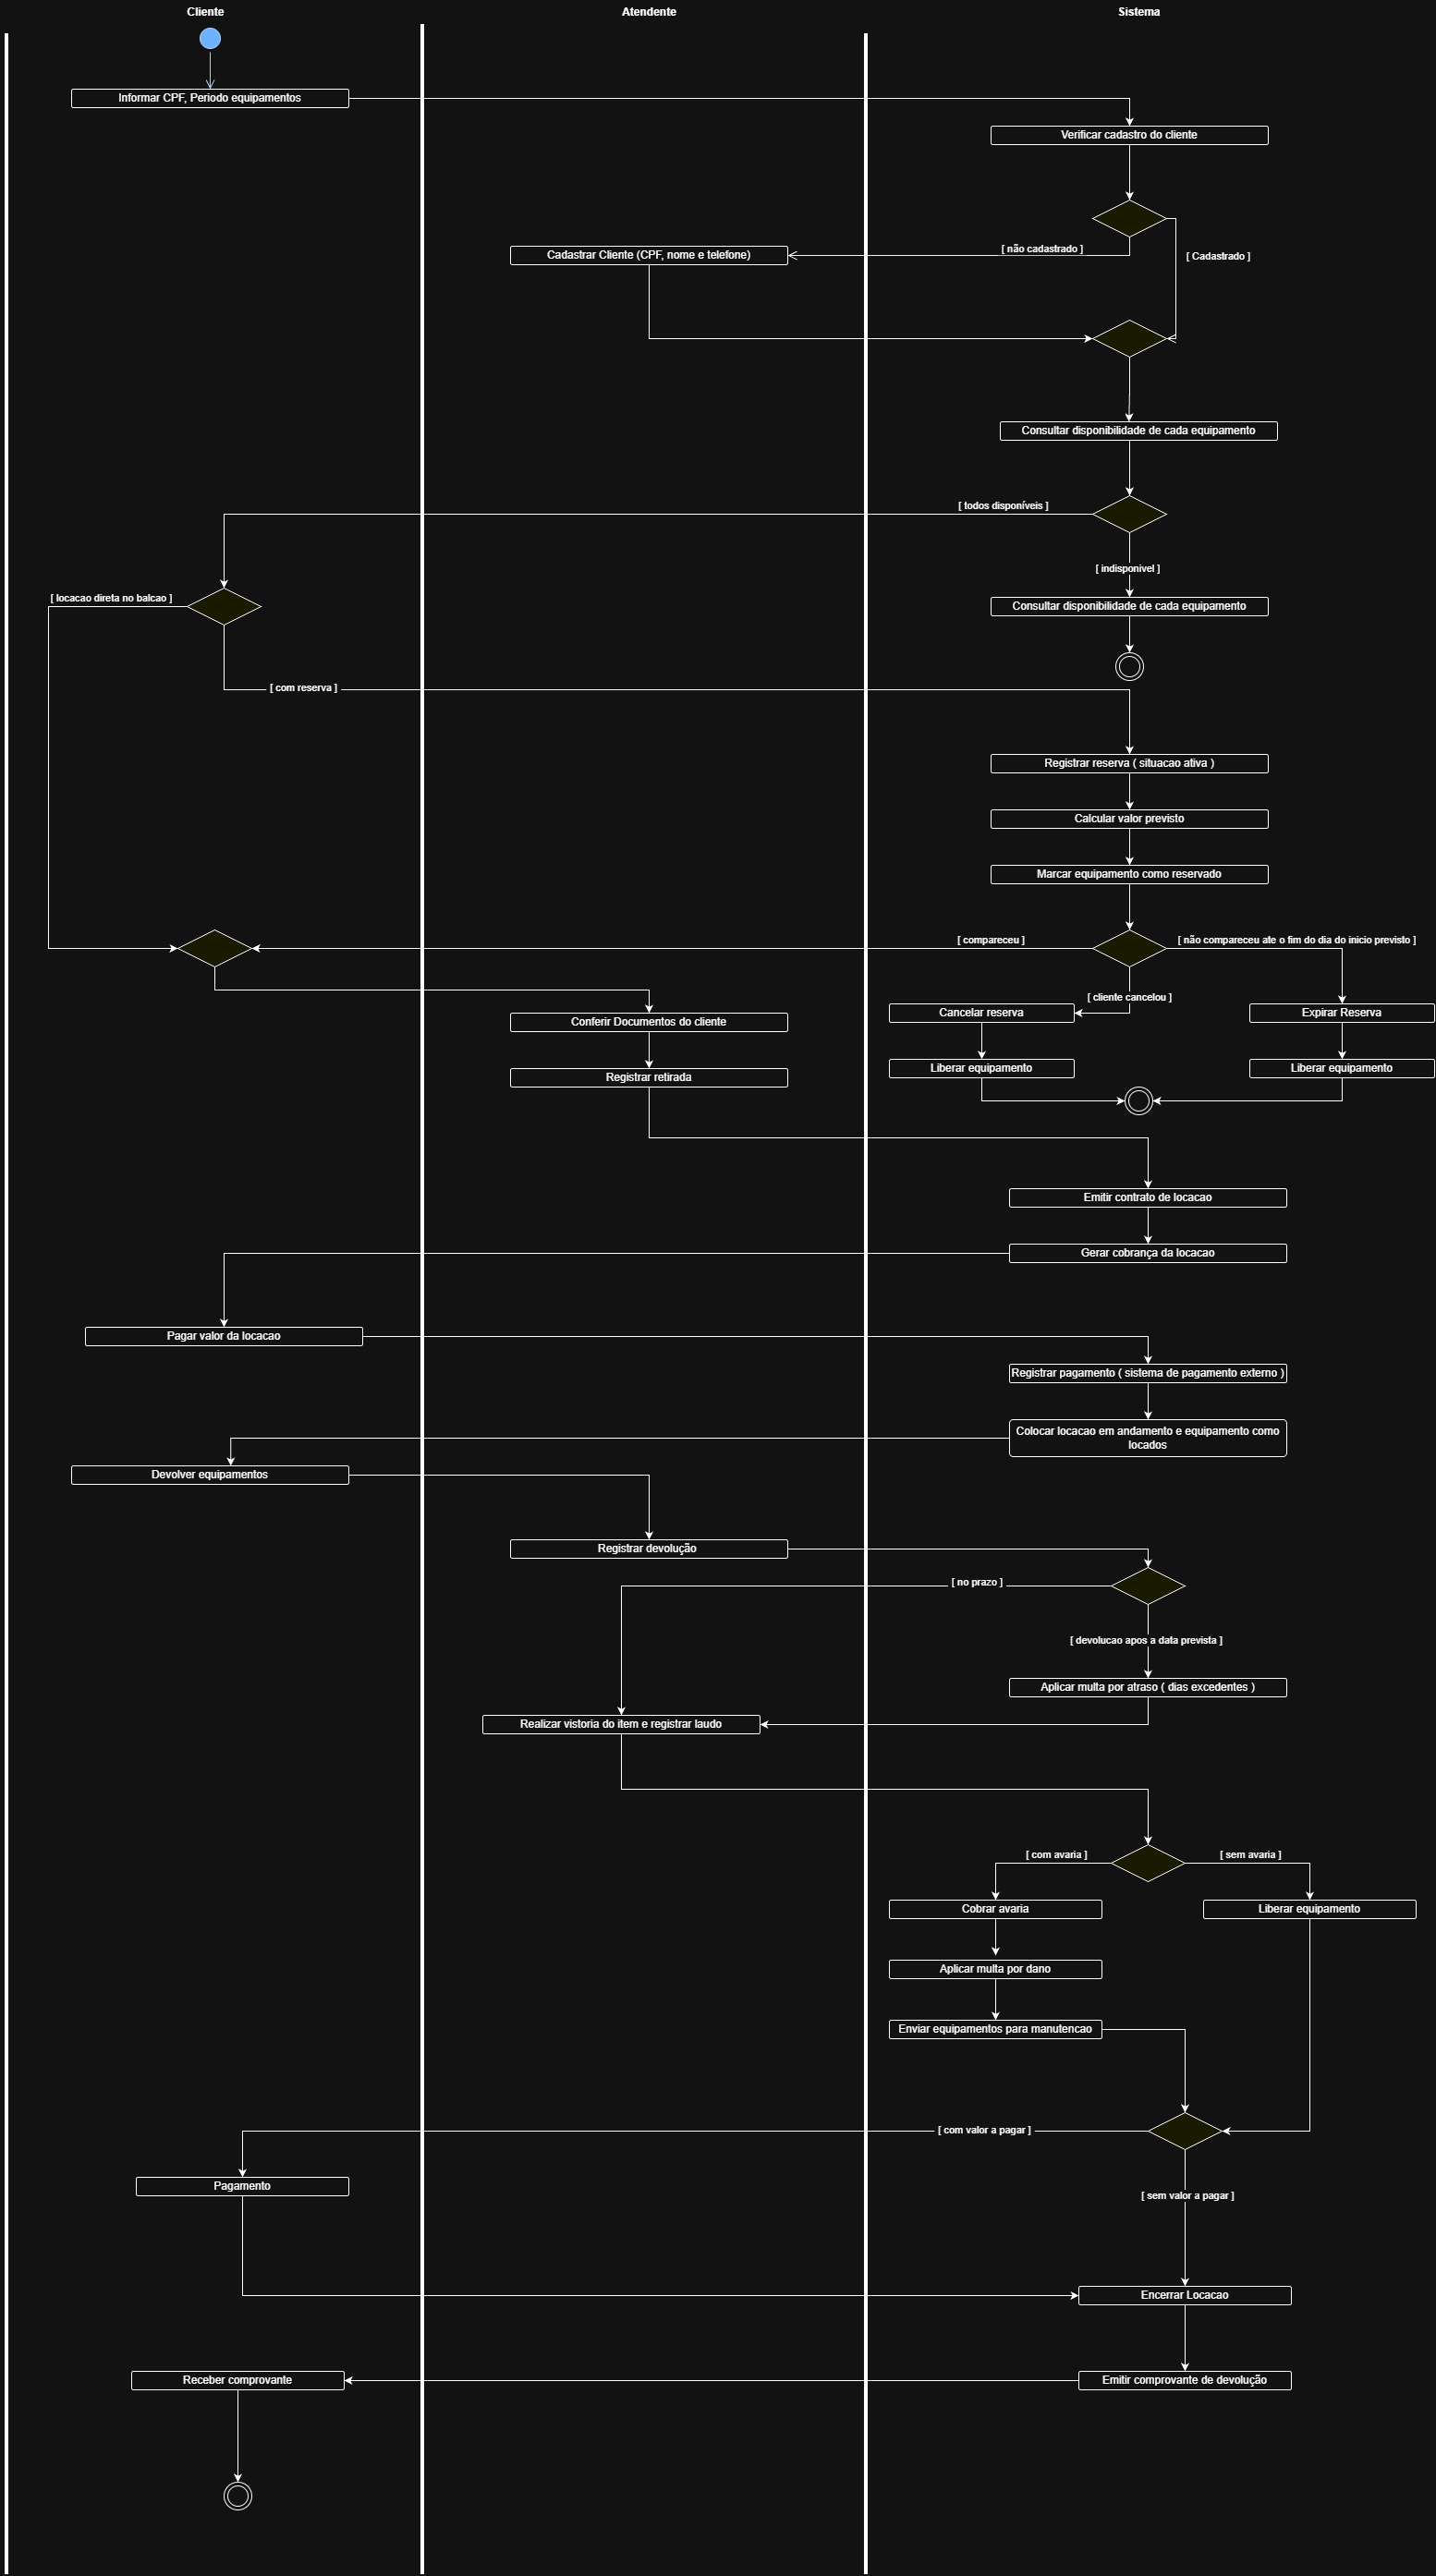 Cliente
Atendente
Sistema
Informar CPF, Periodo equipamentos
Verificar cadastro do cliente
[ não cadastrado ]
Cadastrar Cliente (CPF, nome e telefone)
[ Cadastrado ]
Consultar disponibilidade de cada equipamento
[ todos disponíveis ]
[ indisponivel ]
[ locacao direta no balcao ]
Consultar disponibilidade de cada equipamento
[ com reserva ]
Registrar reserva ( situacao ativa )
Calcular valor previsto
Marcar equipamento como reservado
[ compareceu ]
[ não compareceu ate o fim do dia do inicio previsto ]
[ cliente cancelou ]
Cancelar reserva
Expirar Reserva
Conferir Documentos do cliente
Liberar equipamento
Liberar equipamento
Registrar retirada
Emitir contrato de locacao
Gerar cobrança da locacao
Pagar valor da locacao
Registrar pagamento ( sistema de pagamento externo )
Colocar locacao em andamento e equipamento como
locados
Devolver equipamentos
Registrar devolução
[ no prazo ]
[ devolucao apos a data prevista ]
Aplicar multa por atraso ( dias excedentes )
Realizar vistoria do item e registrar laudo
[ com avaria ]
[ sem avaria ]
Cobrar avaria
Liberar equipamento
Aplicar multa por dano
Enviar equipamentos para manutencao
[ com valor a pagar ]
Pagamento
[ sem valor a pagar ]
Encerrar Locacao
Receber comprovante
Emitir comprovante de devolução